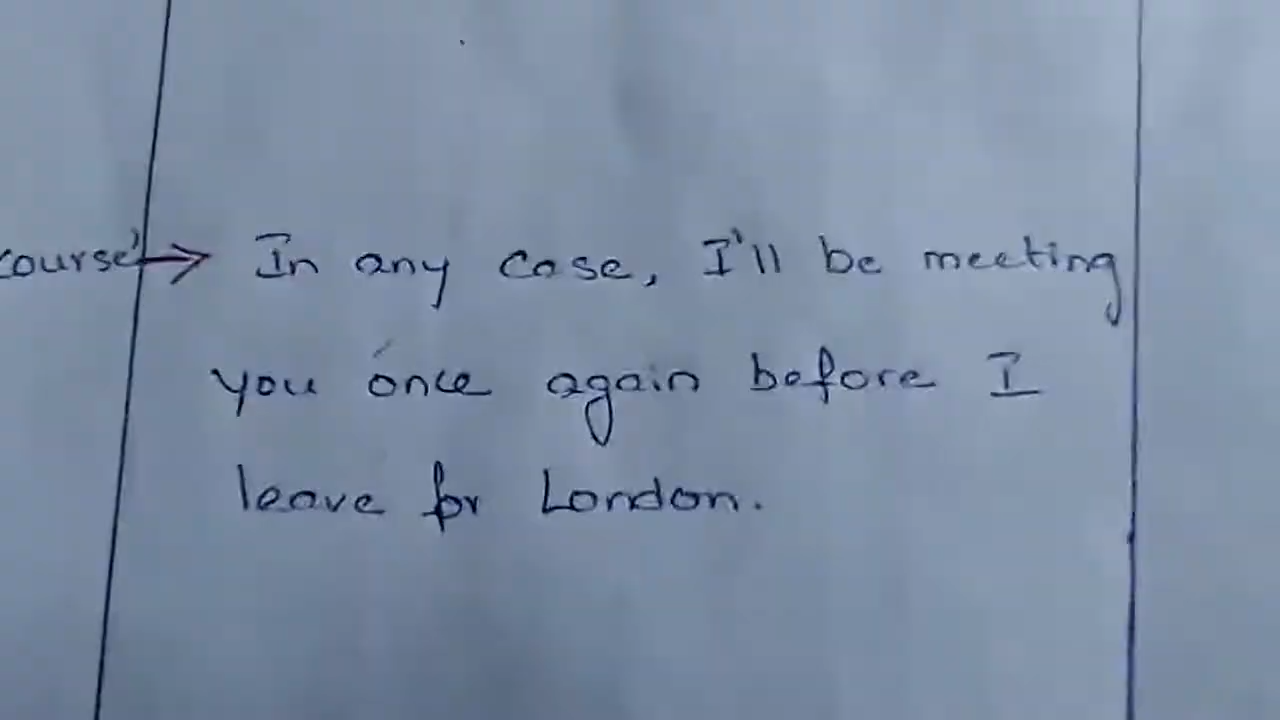 course' → In any case, I'll be meeting
you once again before I
leave for London.